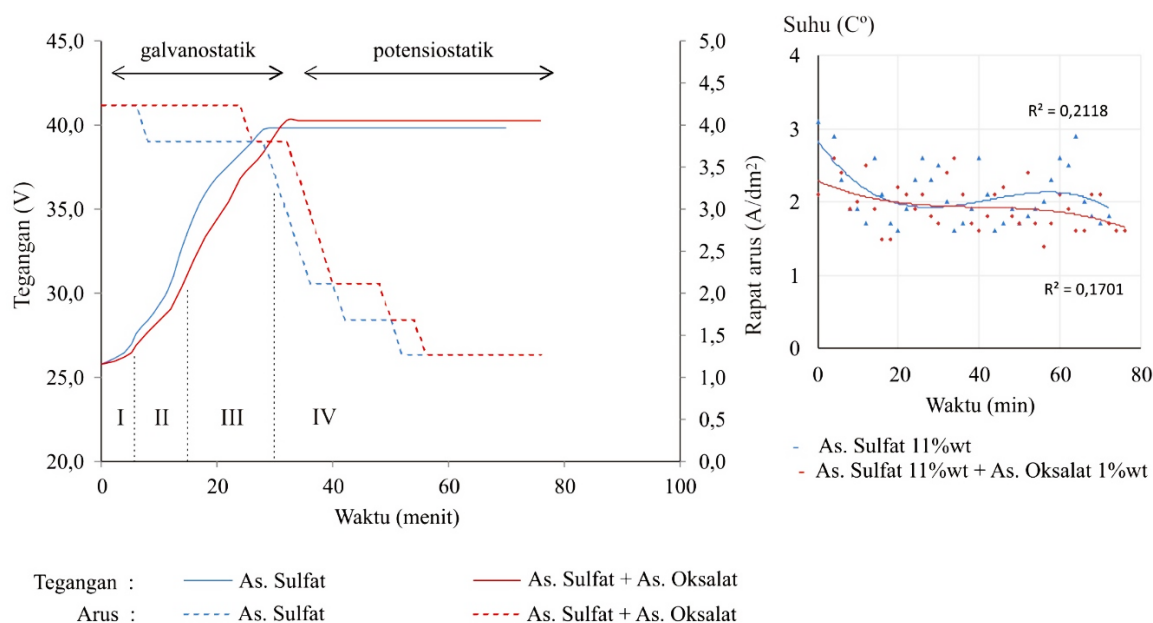 galvanostatik
potensiostatik
Tegangan (V)
45,0
40,0
35,0
30,0
25,0
20,0
I
II
III
IV
0
20
40
60
80
100
Waktu (menit)
5,0
4,5
4,0
3,5
3,0
2,5
2,0
1,5
1,0
0,5
0,0
Rapat arus (A/dm²)
Suhu (Cº)
4
3
2
1
0
R² = 0,2118
R² = 0,1701
0
20
40
60
80
Waktu (min)
As. Sulfat 11%wt
As. Sulfat 11%wt + As. Oksalat 1%wt
Tegangan : As. Sulfat As. Sulfat + As. Oksalat
Arus : As. Sulfat As. Sulfat + As. Oksalat